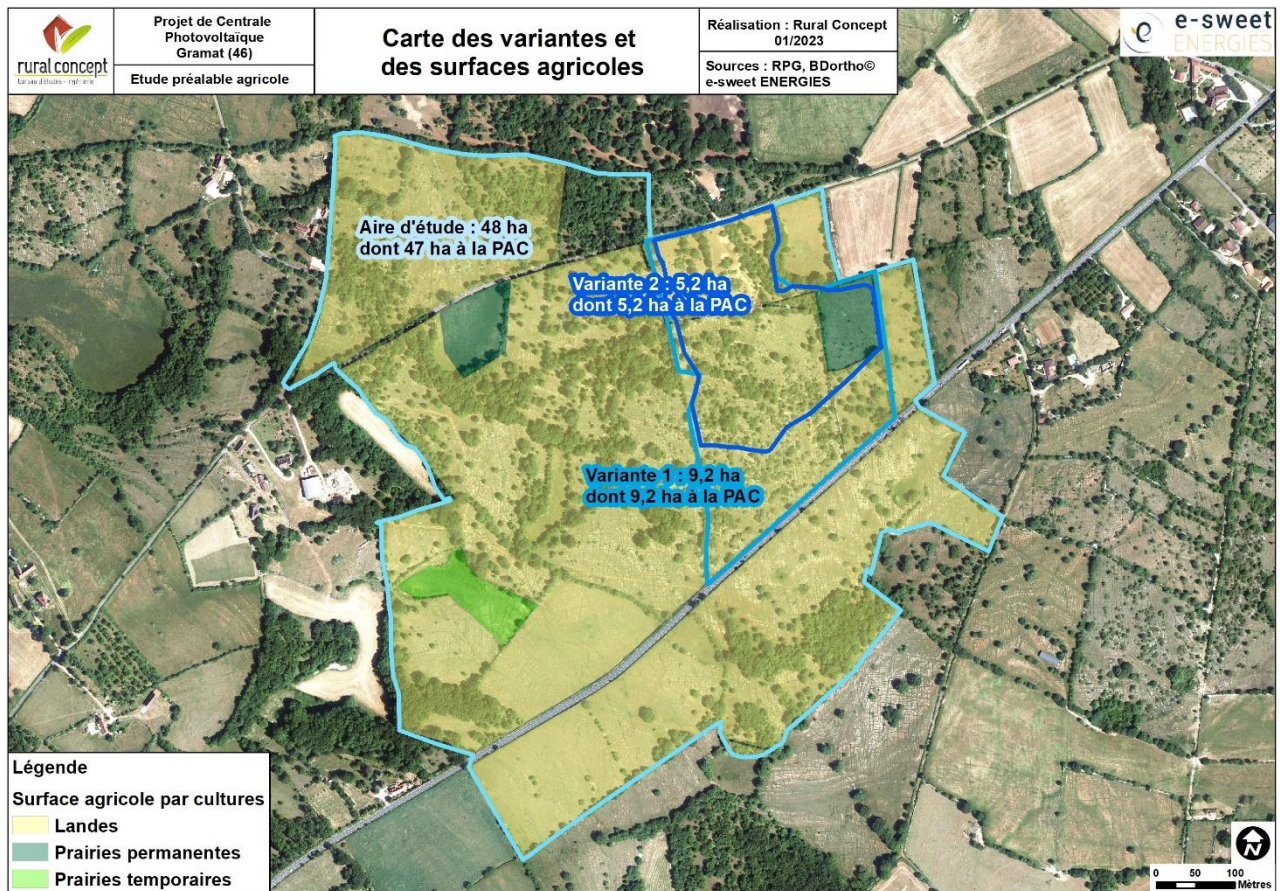 rural concept
bureau d'études - ingénierie
Projet de Centrale
Photovoltaïque
Gramat (46)
Etude préalable agricole
Carte des variantes et
des surfaces agricoles
Réalisation : Rural Concept
01/2023
Sources : RPG, BDortho©
e-sweet ENERGIES
e-sweet
ENERGIES
Aire d'étude : 48 ha
dont 47 ha à la PAC
Variante 2 : 5,2 ha
dont 5,2 ha à la PAC
Variante 1 : 9,2 ha
dont 9,2 ha à la PAC
Légende
Surface agricole par cultures
Landes
Prairies permanentes
Prairies temporaires
N
0 50 100
Mètres